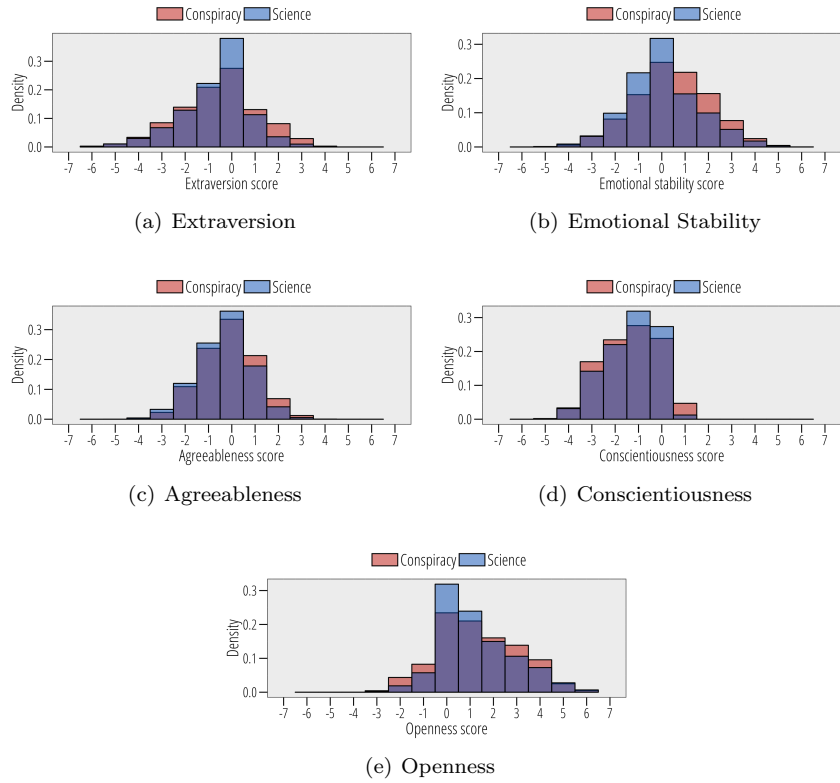 Conspiracy Science
Density
0.3
0.2
0.1
0.0
-7 -6 -5 -4 -3 -2 -1 0 1 2 3 4 5 6 7
Extraversion score
(a) Extraversion
Conspiracy Science
Density
0.3
0.2
0.1
0.0
-7 -6 -5 -4 -3 -2 -1 0 1 2 3 4 5 6 7
Emotional stability score
(b) Emotional Stability
Conspiracy Science
Density
0.3
0.2
0.1
0.0
-7 -6 -5 -4 -3 -2 -1 0 1 2 3 4 5 6 7
Agreeableness score
(c) Agreeableness
Conspiracy Science
Density
0.3
0.2
0.1
0.0
-7 -6 -5 -4 -3 -2 -1 0 1 2 3 4 5 6 7
Conscientiousness score
(d) Conscientiousness
Conspiracy Science
Density
0.3
0.2
0.1
0.0
-7 -6 -5 -4 -3 -2 -1 0 1 2 3 4 5 6 7
Openness score
(e) Openness